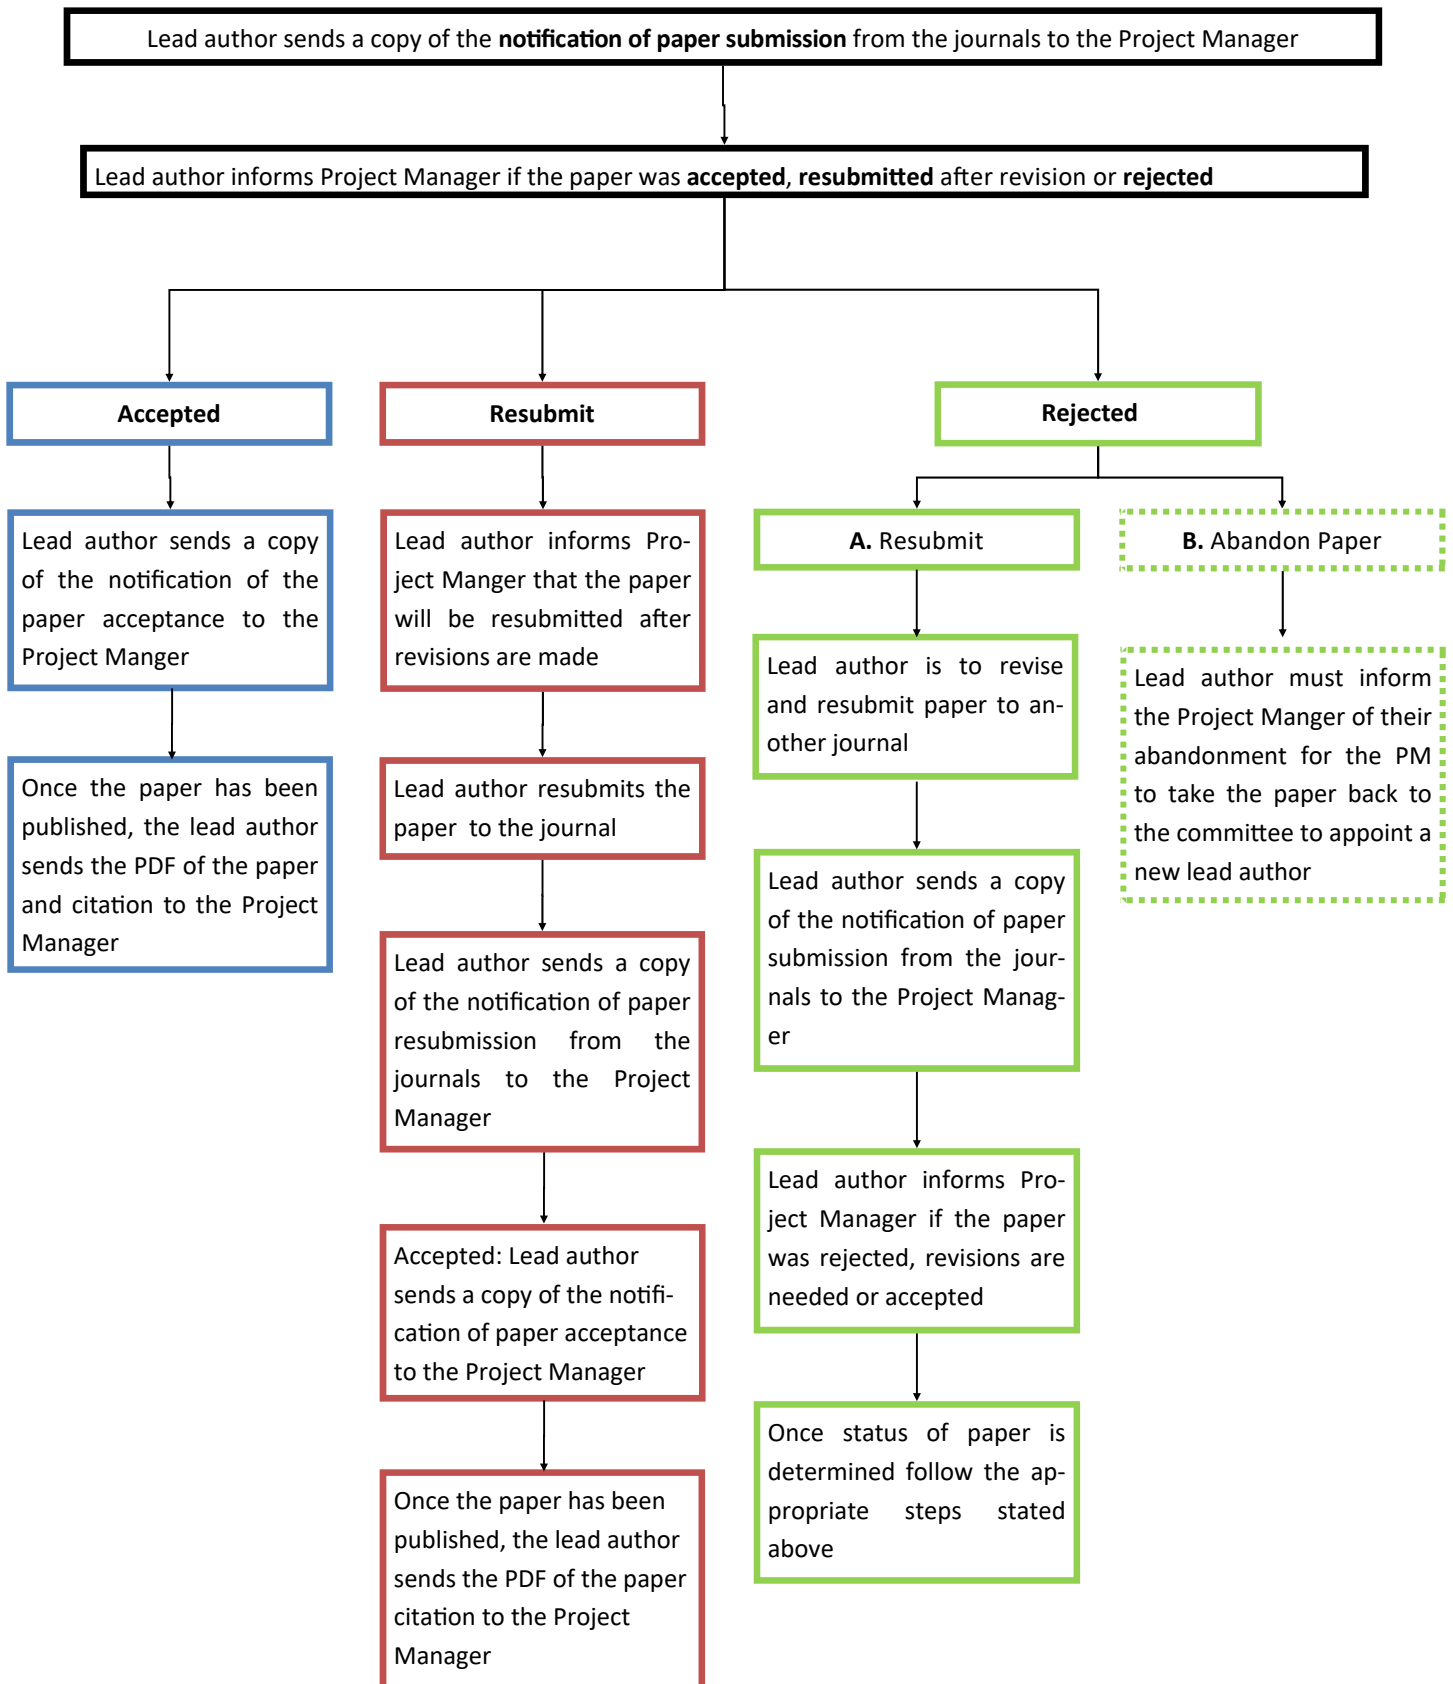 Lead author sends a copy of the notification of paper submission from the journals to the Project Manager
Lead author informs Project Manager if the paper was accepted, resubmitted after revision or rejected
Accepted
Lead author sends a copy
of the notification of the
paper acceptance to the
Project Manger
Once the paper has been
published, the lead author
sends the PDF of the paper
and citation to the Project
Manager
Resubmit
Lead author informs Pro-
ject Manger that the paper
will be resubmitted after
revisions are made
Lead author resubmits the
paper to the journal
Lead author sends a copy
of the notification of paper
resubmission from the
journals to the Project
Manager
Accepted: Lead author
sends a copy of the notifi-
cation of paper acceptance
to the Project Manager
Once the paper has been
published, the lead author
sends the PDF of the paper
citation to the Project
Manager
Rejected
A. Resubmit
Lead author is to revise
and resubmit paper to an-
other journal
Lead author sends a copy
of the notification of paper
submission from the jour-
nals to the Project Manag-
er
Lead author informs Pro-
ject Manager if the paper
was rejected, revisions are
needed or accepted
Once status of paper is
determined follow the ap-
propriate steps stated
above
B. Abandon Paper
Lead author must inform
the Project Manger of their
abandonment for the PM
to take the paper back to
the committee to appoint a
new lead author